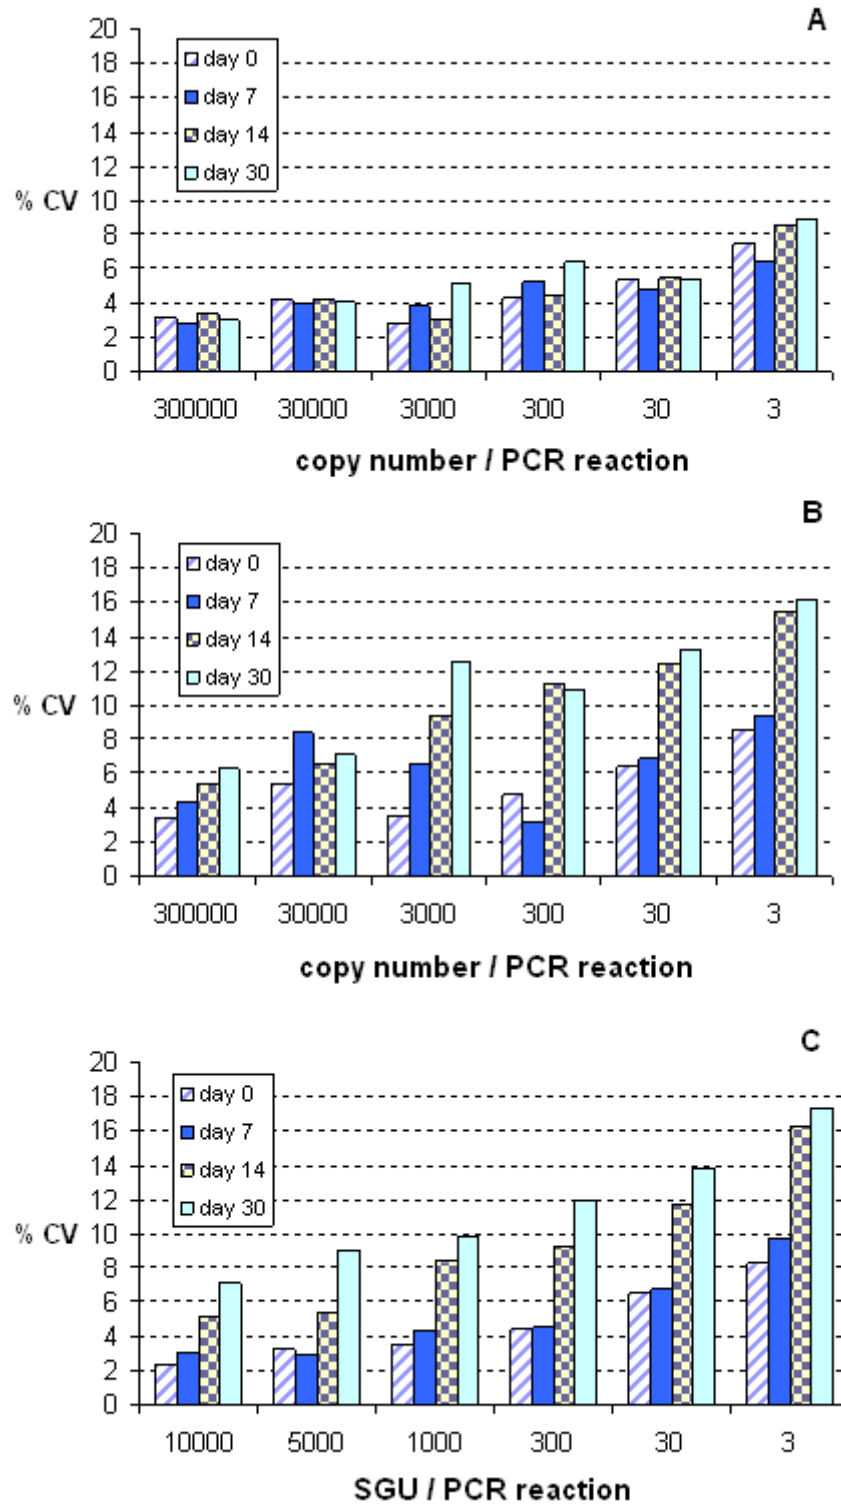 A
20
18
16
14
12
10
8
6
4
2
0
% CV
day 0
day 7
day 14
day 30
300000 30000 3000 300 30 3
copy number / PCR reaction
B
20
18
16
14
12
10
8
6
4
2
0
% CV
day 0
day 7
day 14
day 30
300000 30000 3000 300 30 3
copy number / PCR reaction
C
20
18
16
14
12
10
8
6
4
2
0
% CV
day 0
day 7
day 14
day 30
10000 5000 1000 300 30 3
SGU / PCR reaction